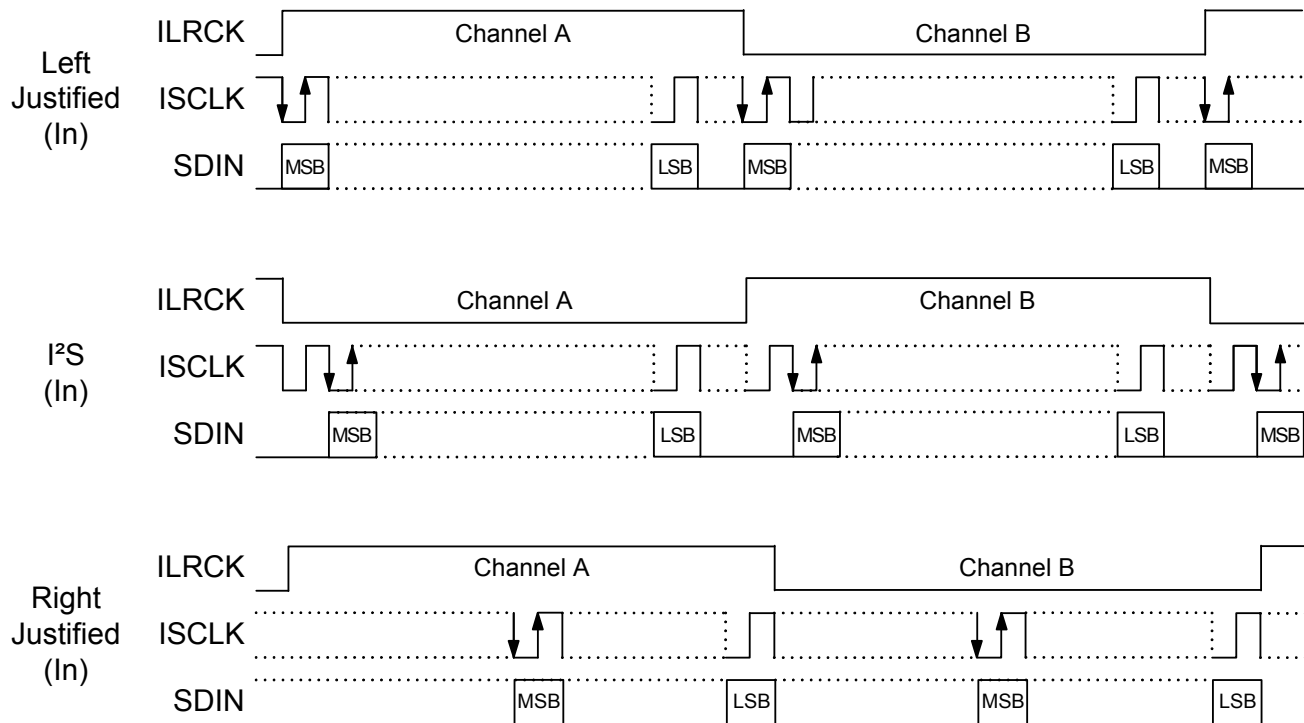 Left
Justified
(In)
ILRCK
Channel A
Channel B
ISCLK
SDIN
MSB
LSB
MSB
LSB
MSB
I²S
(In)
ILRCK
Channel A
Channel B
ISCLK
SDIN
MSB
LSB
MSB
LSB
MSB
Right
Justified
(In)
ILRCK
Channel A
Channel B
ISCLK
SDIN
MSB
LSB
MSB
LSB